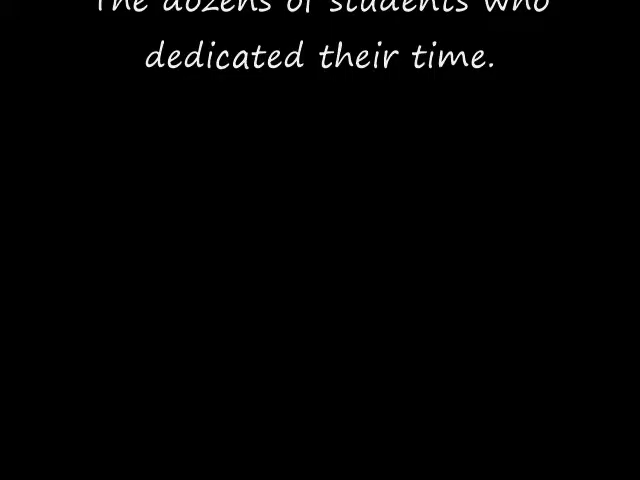 The dozens of students who
dedicated their time.